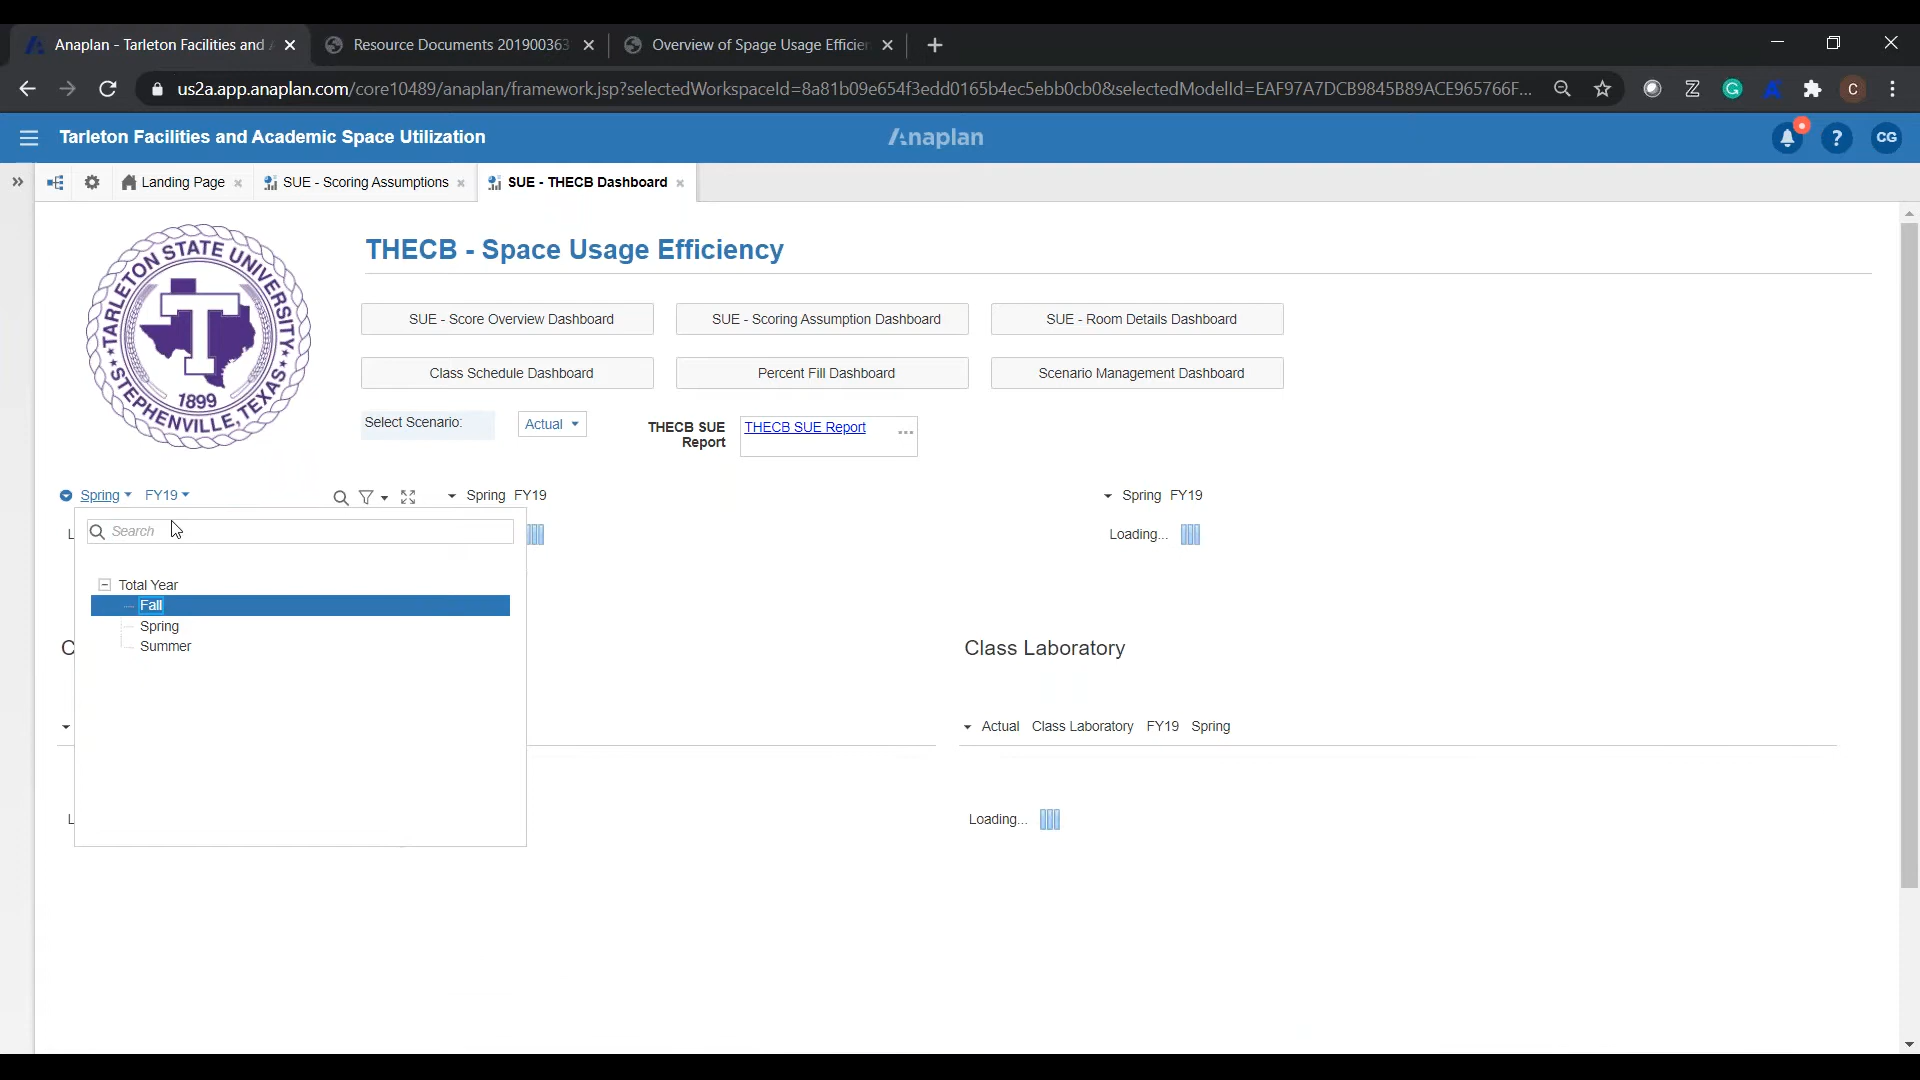 Anaplan - Tarleton Facilities and
Resource Documents 201900363
Overview of Spage Usage Efficien
us2a.app.anaplan.com/core10489/anaplan/framework.jsp?selectedWorkspaceId=8a81b09e654f3edd0165b4ec5ebb0cb0&selectedModelId=EAF97A7DCB9845B89ACE965766F...
C
Tarleton Facilities and Academic Space Utilization
Anaplan
?
CG
Landing Page
SUE - Scoring Assumptions
SUE - THECB Dashboard
TARLETON STATE UNIVERSITY
T
1899
STEPHENVILLE, TEXAS
THECB - Space Usage Efficiency
SUE - Score Overview Dashboard
SUE - Scoring Assumption Dashboard
SUE - Room Details Dashboard
Class Schedule Dashboard
Percent Fill Dashboard
Scenario Management Dashboard
Select Scenario:
Actual
THECB SUE
Report
THECB SUE Report
Spring FY19
Spring FY19
Spring FY19
Search
Loading...
Total Year
Fall
Spring
Summer
Class Laboratory
Actual Class Laboratory FY19 Spring
Loading...